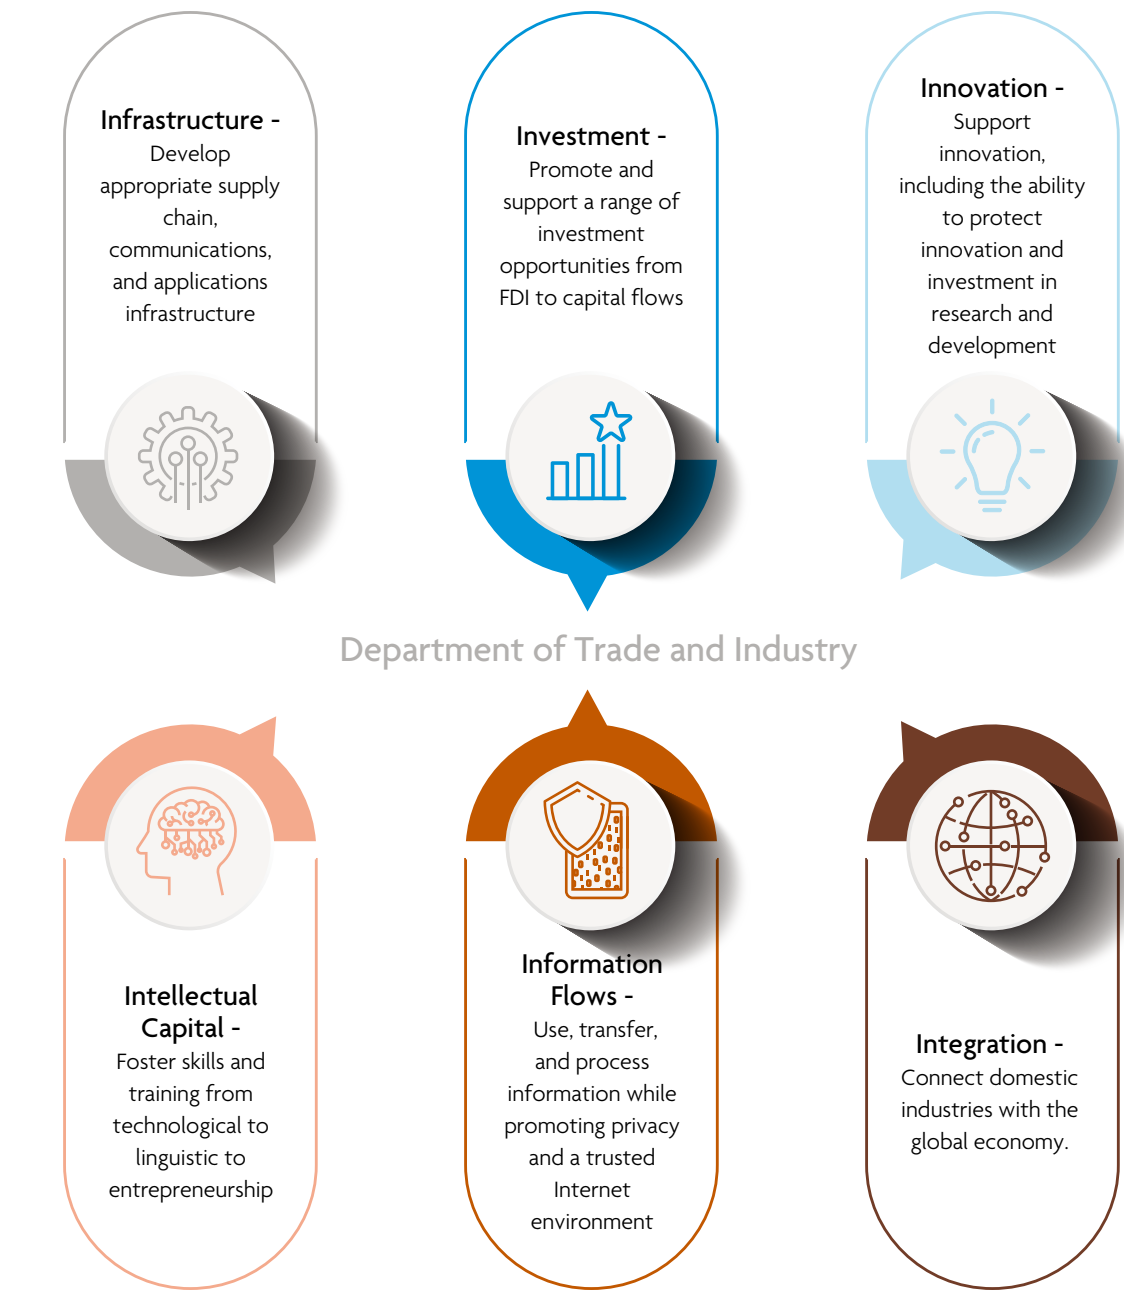 Infrastructure -
Develop
appropriate supply
chain,
communications,
and applications
infrastructure
Investment -
Promote and
support a range of
investment
opportunities from
FDI to capital flows
Innovation -
Support
innovation,
including the ability
to protect
innovation and
investment in
research and
development
Department of Trade and Industry
Intellectual
Capital -
Foster skills and
training from
technological to
linguistic to
entrepreneurship
Information
Flows -
Use, transfer,
and process
information while
promoting privacy
and a trusted
Internet
environment
Integration -
Connect domestic
industries with the
global economy.